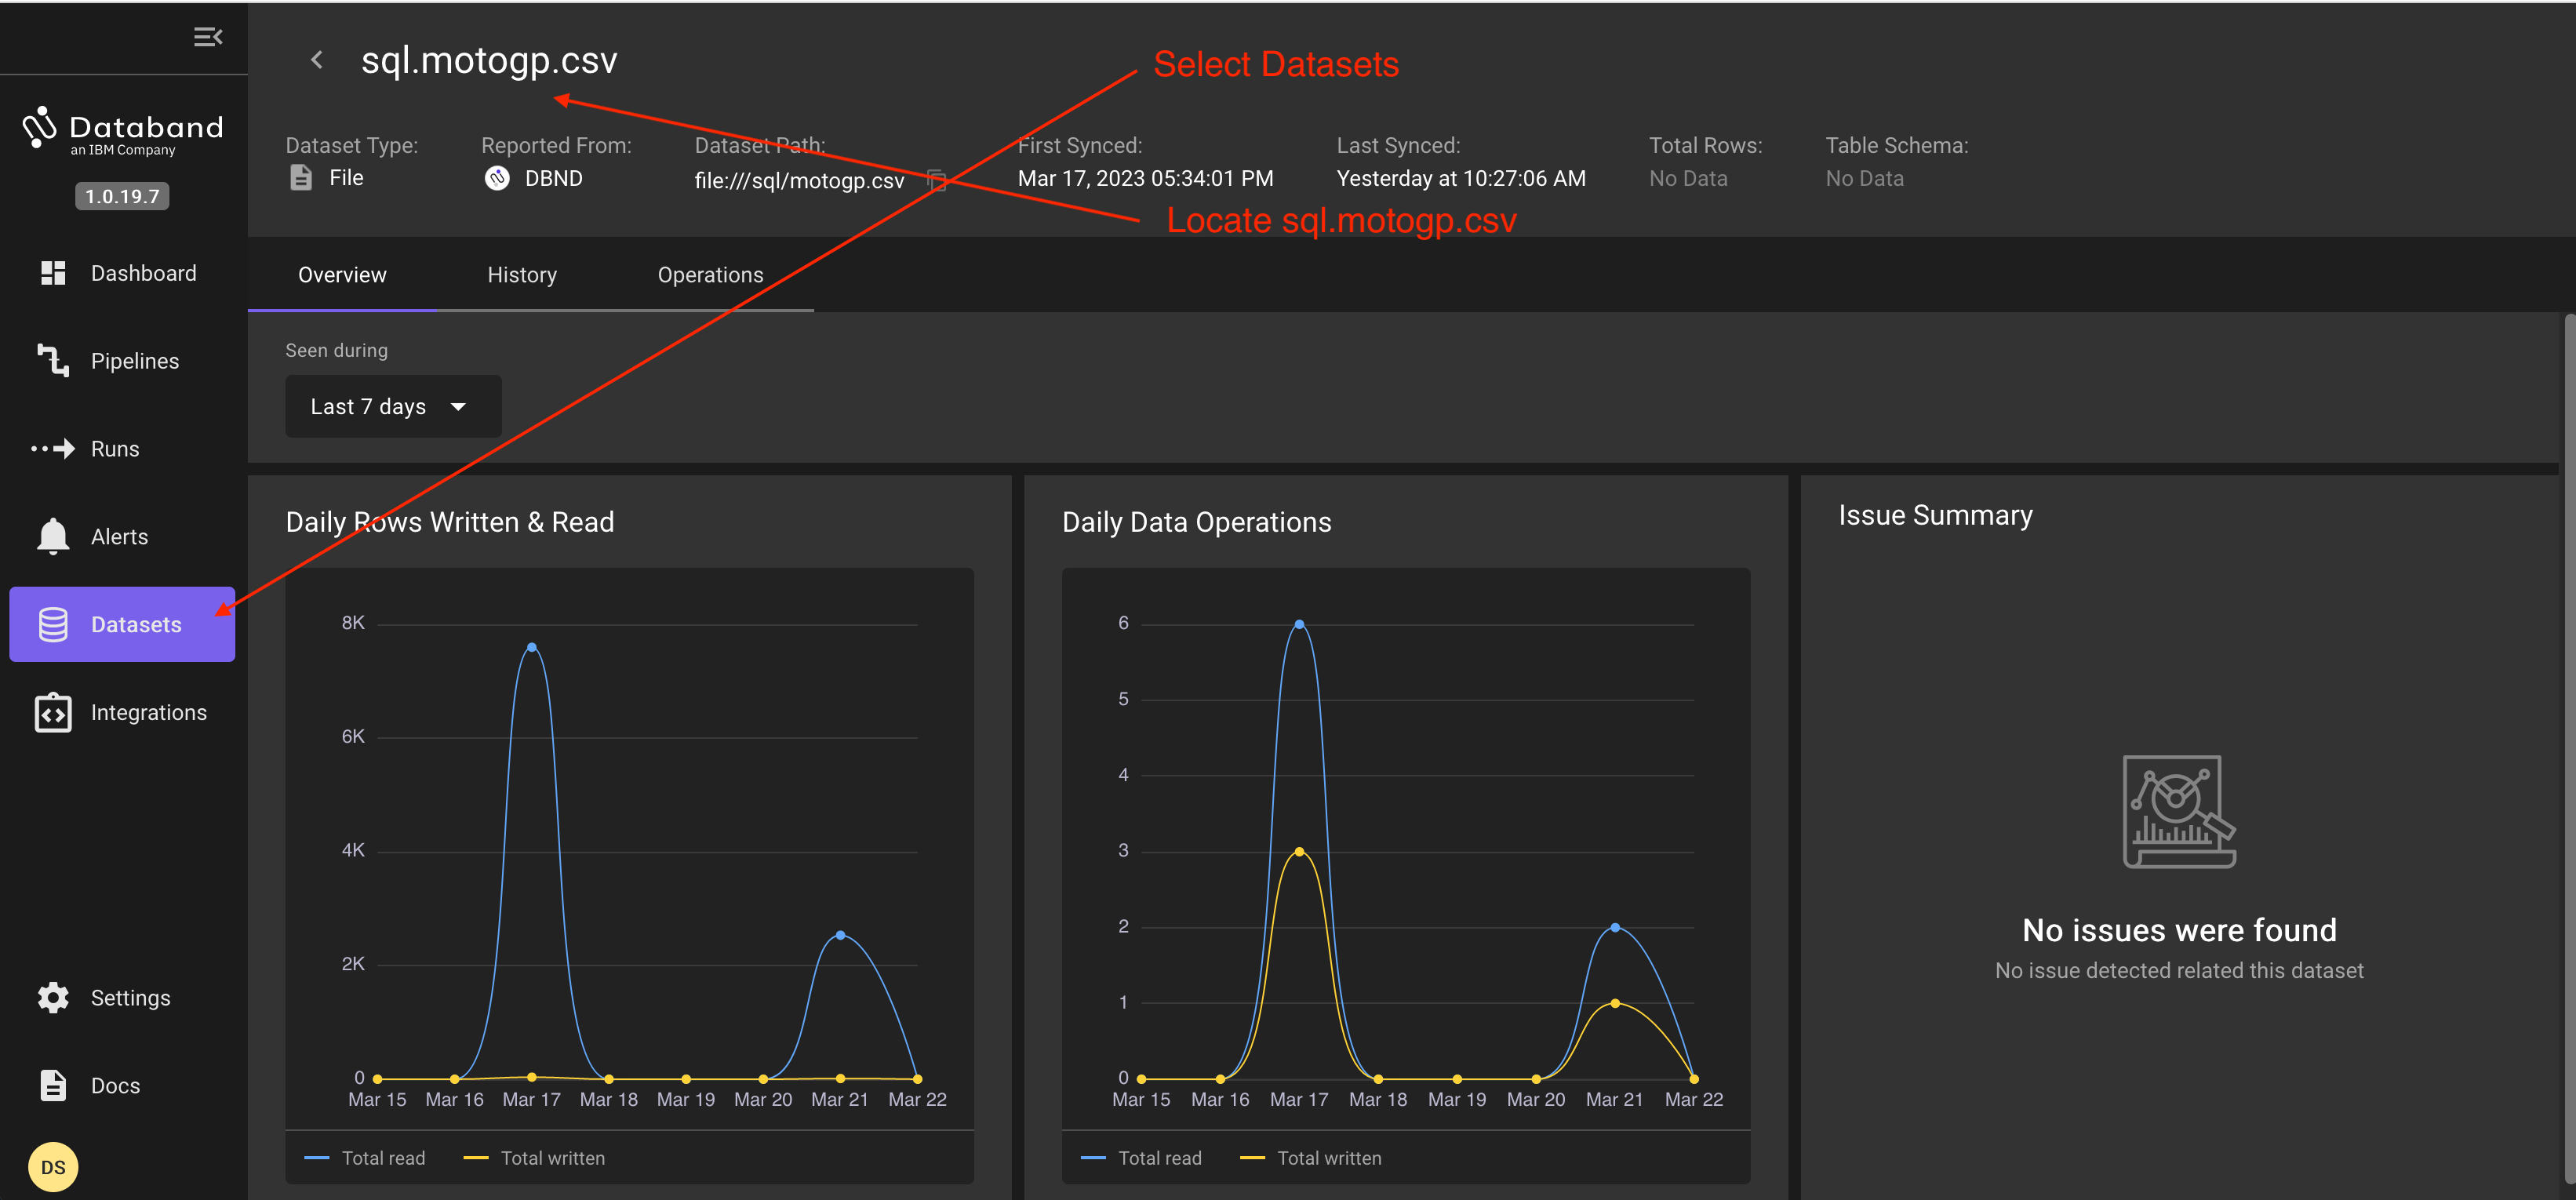 sql.motogp.csv
Select Datasets
Databand
an IBM Company
1.0.19.7
Dataset Type:
File
Reported From:
DBND
Dataset Path:
file:///sql/motogp.csv
First Synced:
Mar 17, 2023 05:34:01 PM
Last Synced:
Yesterday at 10:27:06 AM
Total Rows:
No Data
Table Schema:
No Data
Locate sql.motogp.csv
Dashboard
Pipelines
Runs
Alerts
Datasets
Integrations
Settings
Docs
DS
Overview
History
Operations
Seen during
Last 7 days
Daily Rows Written & Read
8K
6K
4K
2K
0
Mar 15
Mar 16
Mar 17
Mar 18
Mar 19
Mar 20
Mar 21
Mar 22
Total read
Total written
Daily Data Operations
6
5
4
3
2
1
0
Mar 15
Mar 16
Mar 17
Mar 18
Mar 19
Mar 20
Mar 21
Mar 22
Total read
Total written
Issue Summary
No issues were found
No issue detected related this dataset